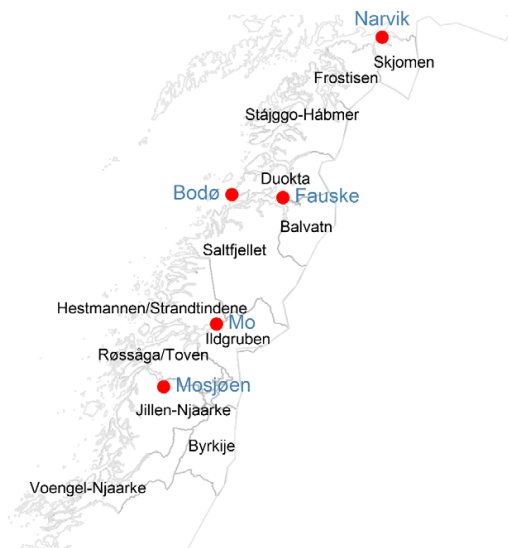 Narvik
Skjomen
Frostisen
Stájggo-Hábmer
Duokta
Bodø
Fauske
Balvatn
Saltfjellet
Hestmannen/Strandtindene
Mo
Ildgruben
Røssåga/Toven
Mosjøen
Jillen-Njaarke
Byrkije
Voengel-Njaarke